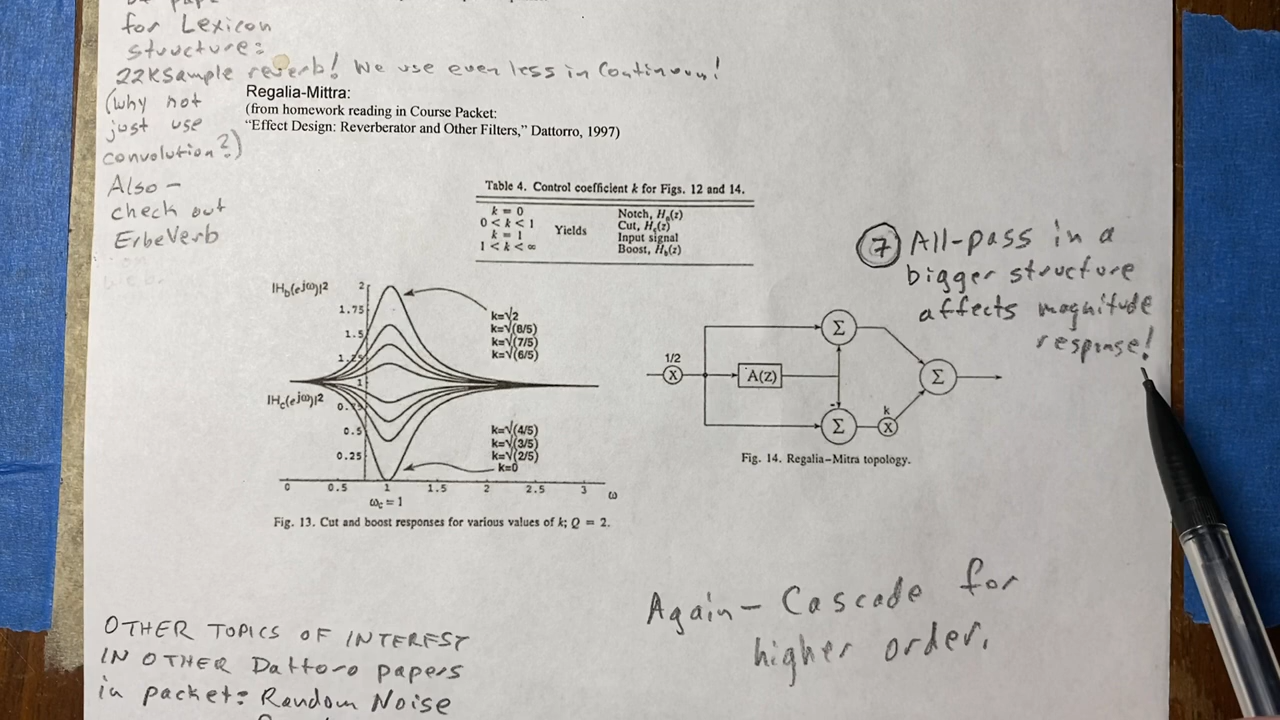 for Lexicon
structure:
22KSample reverb! We use even less in Continuum!
(why not
just use
convolution?)
Also -
check out
ErbeVerb
Regalia-Mittra:
(from homework reading in Course Packet:
“Effect Design: Reverberator and Other Filters,” Dattorro, 1997)
Table 4. Control coefficient k for Figs. 12 and 14.
k = 0 Notch, Hn(z)
0 < k < 1 Yields Cut, Hc(z)
k = 1 Input signal
1 < k < ∞ Boost, Hb(z)
7 All-pass in a
bigger structure
affects magnitude
response!
|Hb(e^jω)|2
2
1.75
1.5
1.25
1
|Hc(e^jω)|2
0.75
0.5
0.25
k=√2
k=√(8/5)
k=√(7/5)
k=√(6/5)
k=√(4/5)
k=√(3/5)
k=√(2/5)
k=0
0 0.5 1 1.5 2 2.5 3 ω
ωc = 1
Fig. 13. Cut and boost responses for various values of k; Q = 2.
1/2
X
A(z)
Σ
Σ
-
k
X
Σ
Fig. 14. Regalia–Mitra topology.
Again- Cascade for
higher order.
OTHER TOPICS OF INTEREST
IN OTHER Dattoro papers
in packet: Random Noise